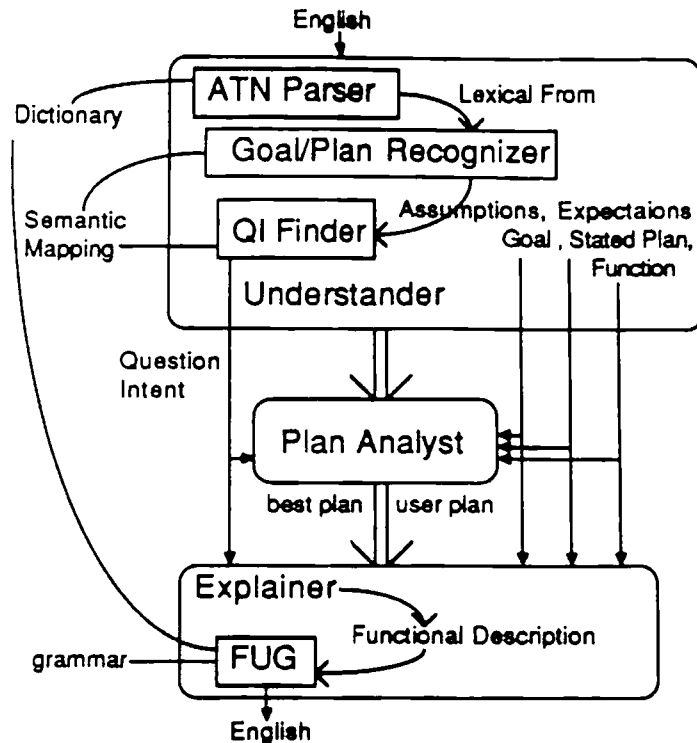 English
ATN Parser
Lexical From
Dictionary
Goal/Plan Recognizer
Semantic
Mapping
QI Finder
Assumptions, Expectaions
Goal , Stated Plan,
Function
Understander
Question
Intent
Plan Analyst
best plan
user plan
Explainer
Functional Description
grammar
FUG
English